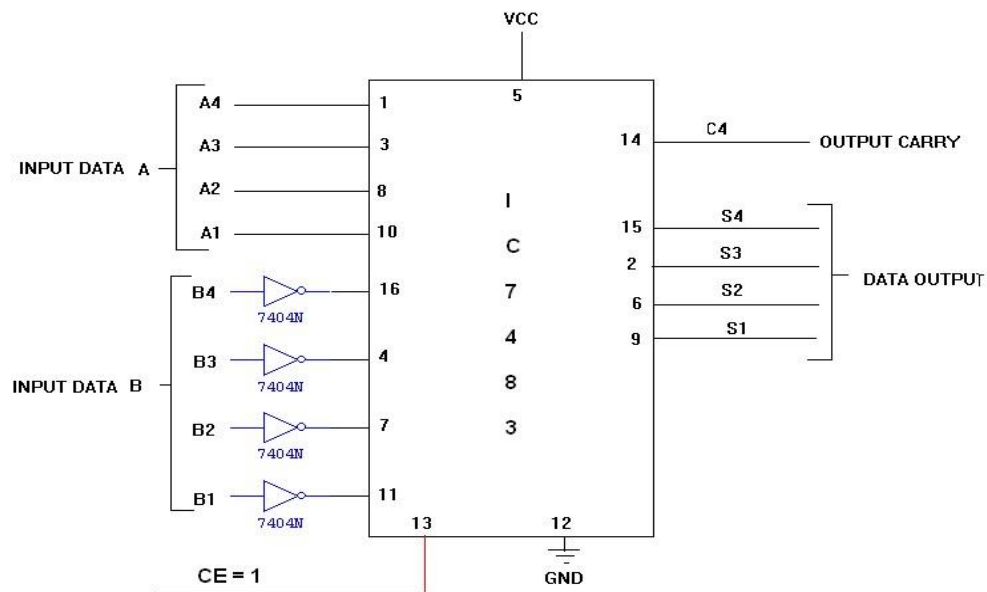 VCC
5
A4
1
A3
3
INPUT DATA A
A2
8
A1
10
14
C4
OUTPUT CARRY
I
C
7
4
8
3
15
S4
2
S3
6
S2
9
S1
DATA OUTPUT
B4
7404N
16
B3
7404N
4
INPUT DATA B
B2
7404N
7
B1
7404N
11
13
12
CE = 1
GND